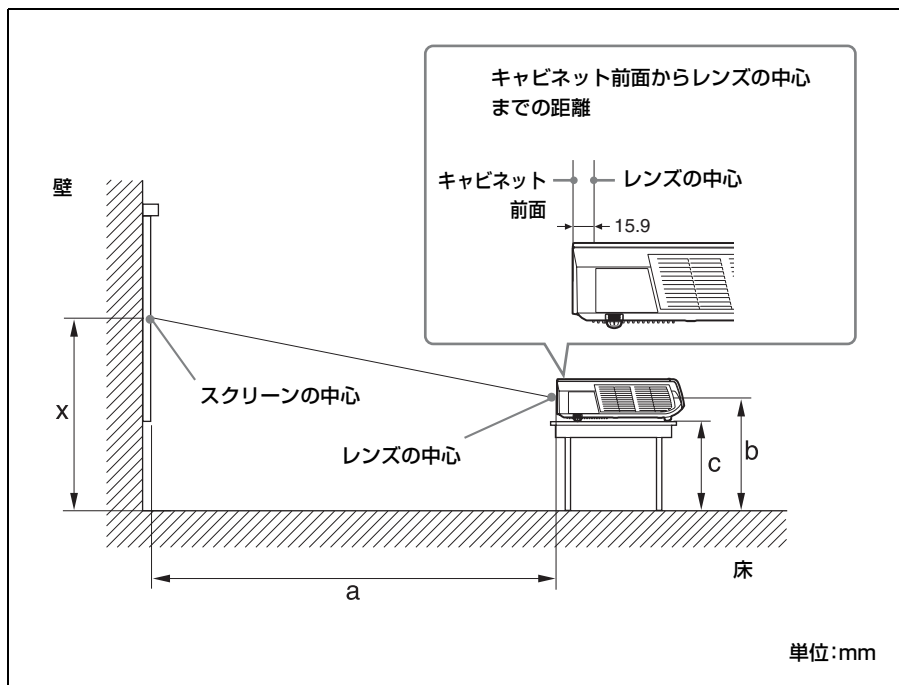 キャビネット前面からレンズの中心
までの距離
キャビネット
前面
レンズの中心
15.9
壁
スクリーンの中心
レンズの中心
x
c
b
a
床
単位：mm